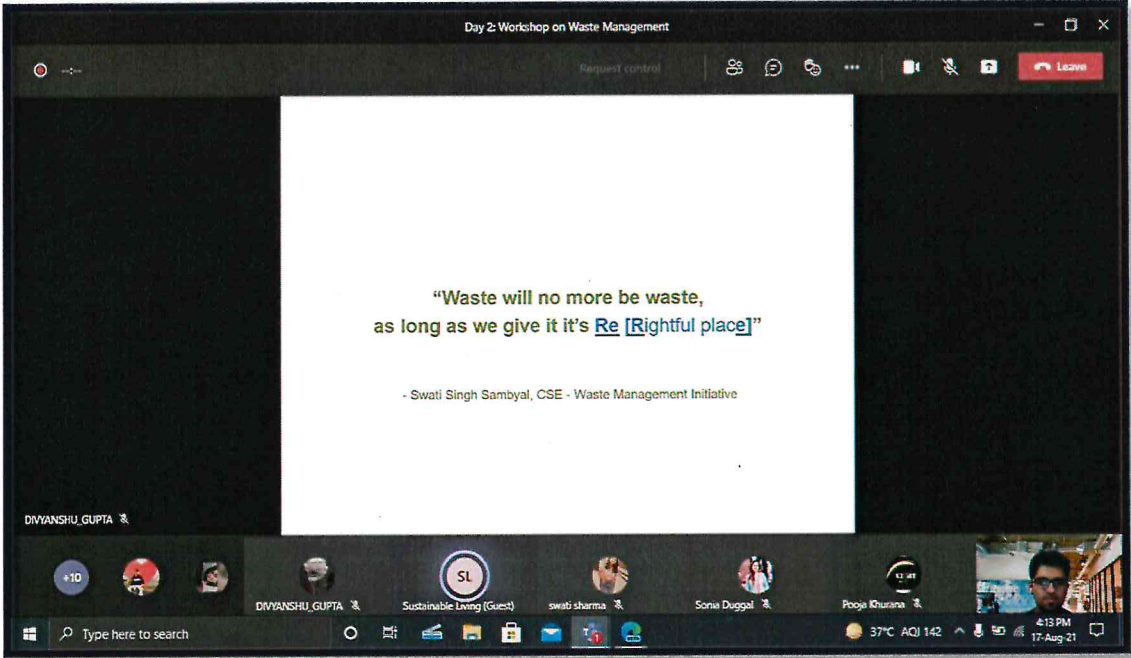 Day 2: Workshop on Waste Management
--:--
Request control
Leave
“Waste will no more be waste,
as long as we give it it’s Re [Rightful place]”
- Swati Singh Sambyal, CSE - Waste Management Initiative
DIVYANSHU_GUPTA
+10
SL
DIVYANSHU_GUPTA
Sustainable Living (Guest)
swati sharma
Sonia Duggal
Pooja Khurana
Type here to search
37°C AQI 142
4:13 PM
17-Aug-21